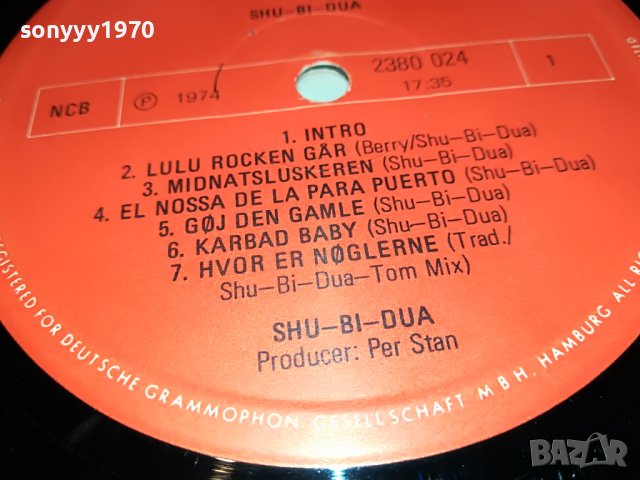 sonyyy1970
SHU-BI-DUA
NCB
℗ 1974
2380 024
17:35
1
1. INTRO
2. LULU ROCKEN GÅR (Berry/Shu-Bi-Dua)
3. MIDNATSLUSKEREN (Shu-Bi-Dua)
4. EL NOSSA DE LA PARA PUERTO (Shu-Bi-Dua)
5. GØJ DEN GAMLE (Shu-Bi-Dua)
6. KARBAD BABY (Shu-Bi-Dua)
7. HVOR ER NØGLERNE (Trad./
Shu-Bi-Dua-Tom Mix)
SHU-BI-DUA
Producer: Per Stan
REGISTERED FOR DEUTSCHE GRAMMOPHON GESELLSCHAFT M B H, HAMBURG ALL
BAZAR